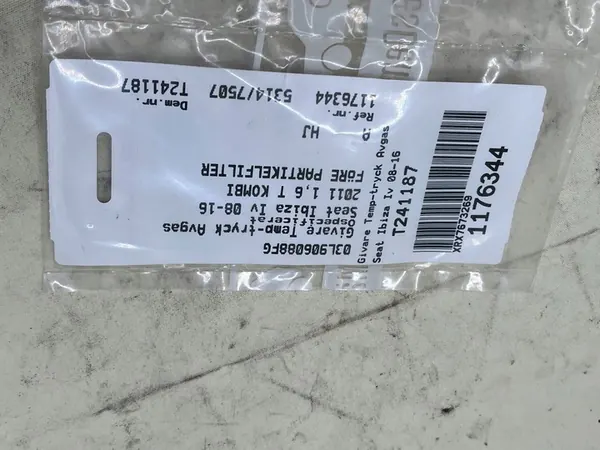 03L906088FG
Givare Temp-tryck Avgas
ospecificerat
Seat Ibiza Iv 08-16
2011 1,6 T KOMBI
FÖRE PARTIKELFILTER
HJ
Ref.nr.
Dem.nr.
1176344
5314/7507
T241187
Givare Temp-tryck Avgas
Seat Ibiza Iv 08-16
T241187
XRX7673269
1176344